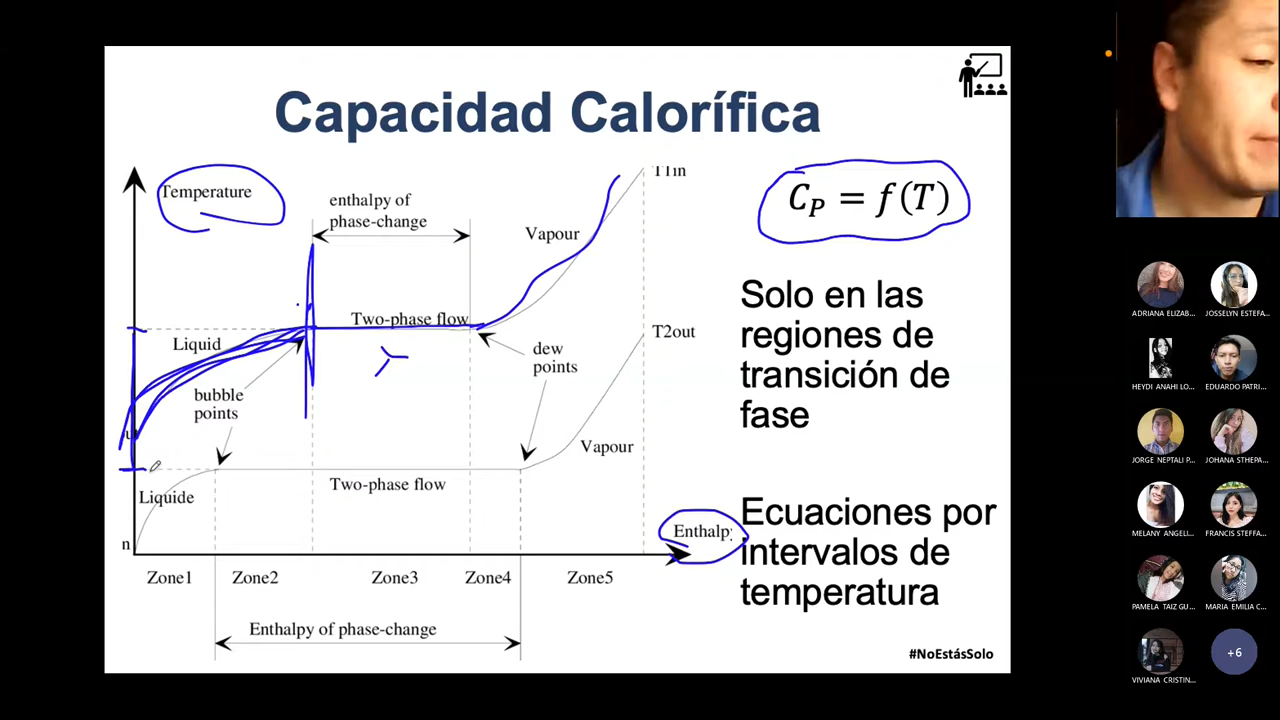 Capacidad Calorífica
Temperature
enthalpy of
phase-change
T1in
Vapour
Two-phase flow
Liquid
dew
points
T2out
bubble
points
Vapour
Two-phase flow
Liquide
Enthalp
n
Zone1
Zone2
Zone3
Zone4
Zone5
Enthalpy of phase-change
C_P = f(T)
Solo en las
regiones de
transición de
fase
Ecuaciones por
intervalos de
temperatura
#NoEstásSolo
ADRIANA ELIZAB...
JOSSELYN ESTEFA...
HEYDI ANAHI LO...
EDUARDO PATRI...
JORGE NEPTALI P...
JOHANA STHEPA...
MELANY ANGELI...
FRANCIS STEFFA...
PAMELA TAIZ GU...
MARIA EMILIA C...
VIVIANA CRISTIN...
+6